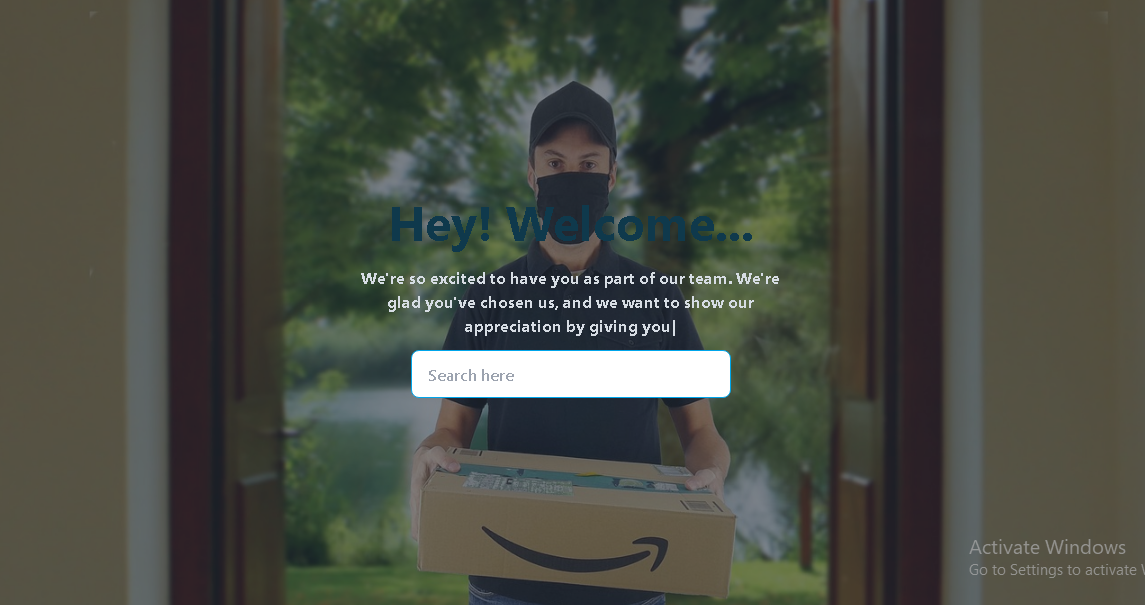 Hey! Welcome...
We're so excited to have you as part of our team. We're
glad you've chosen us, and we want to show our
appreciation by giving you|
Search here
Activate Windows
Go to Settings to activate